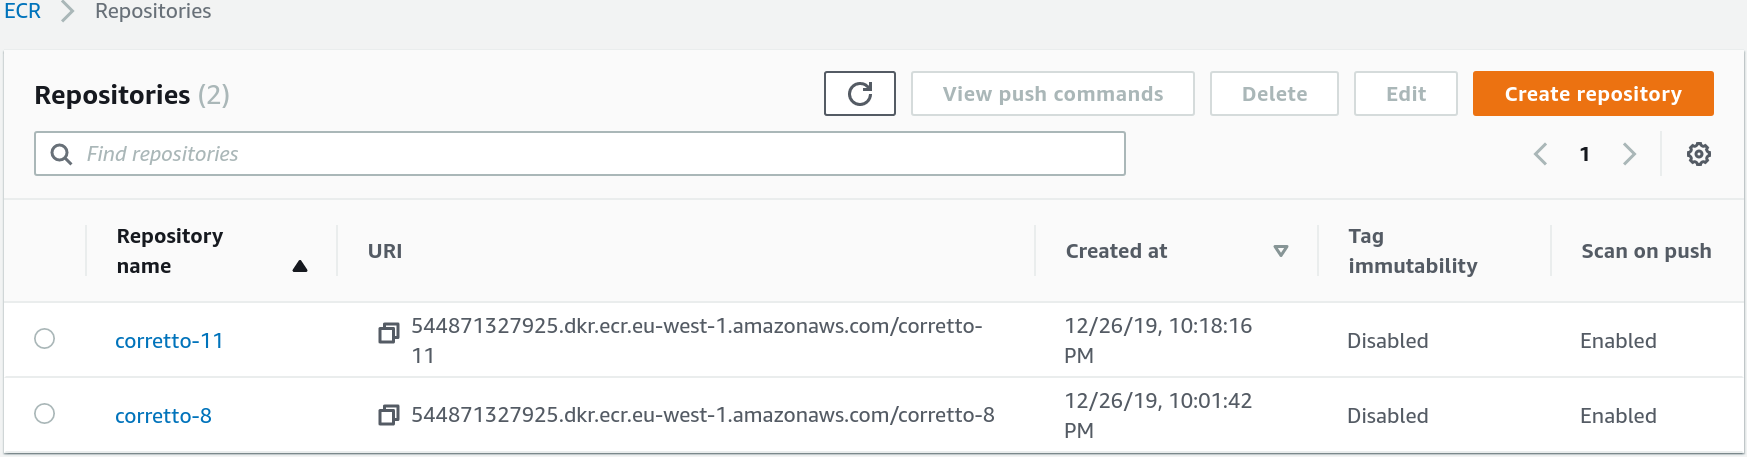 ECR > Repositories
Repositories (2)
View push commands
Delete
Edit
Create repository
Find repositories
1
Repository
name
URI
Created at
Tag
immutability
Scan on push
corretto-11
544871327925.dkr.ecr.eu-west-1.amazonaws.com/corretto-
11
12/26/19, 10:18:16
PM
Disabled
Enabled
corretto-8
544871327925.dkr.ecr.eu-west-1.amazonaws.com/corretto-8
12/26/19, 10:01:42
PM
Disabled
Enabled